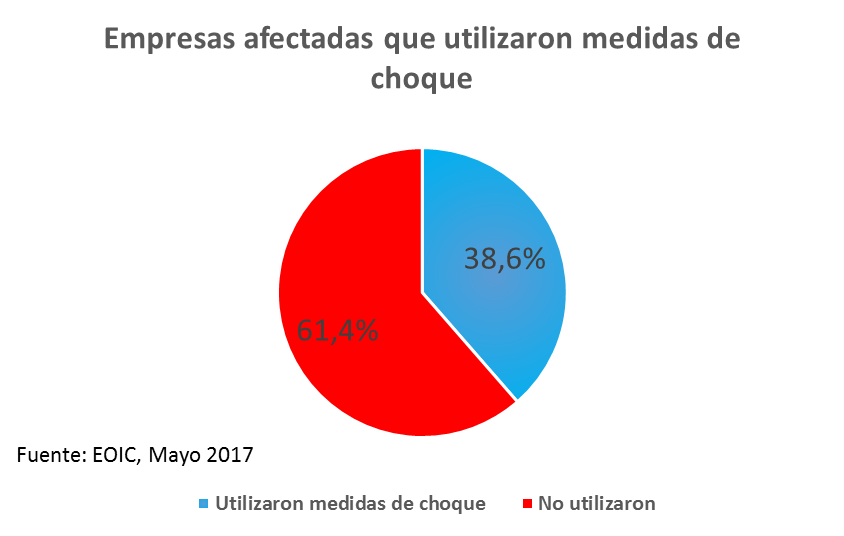 Empresas afectadas que utilizaron medidas de
choque
38,6%
61,4%
Fuente: EOIC, Mayo 2017
Utilizaron medidas de choque
No utilizaron